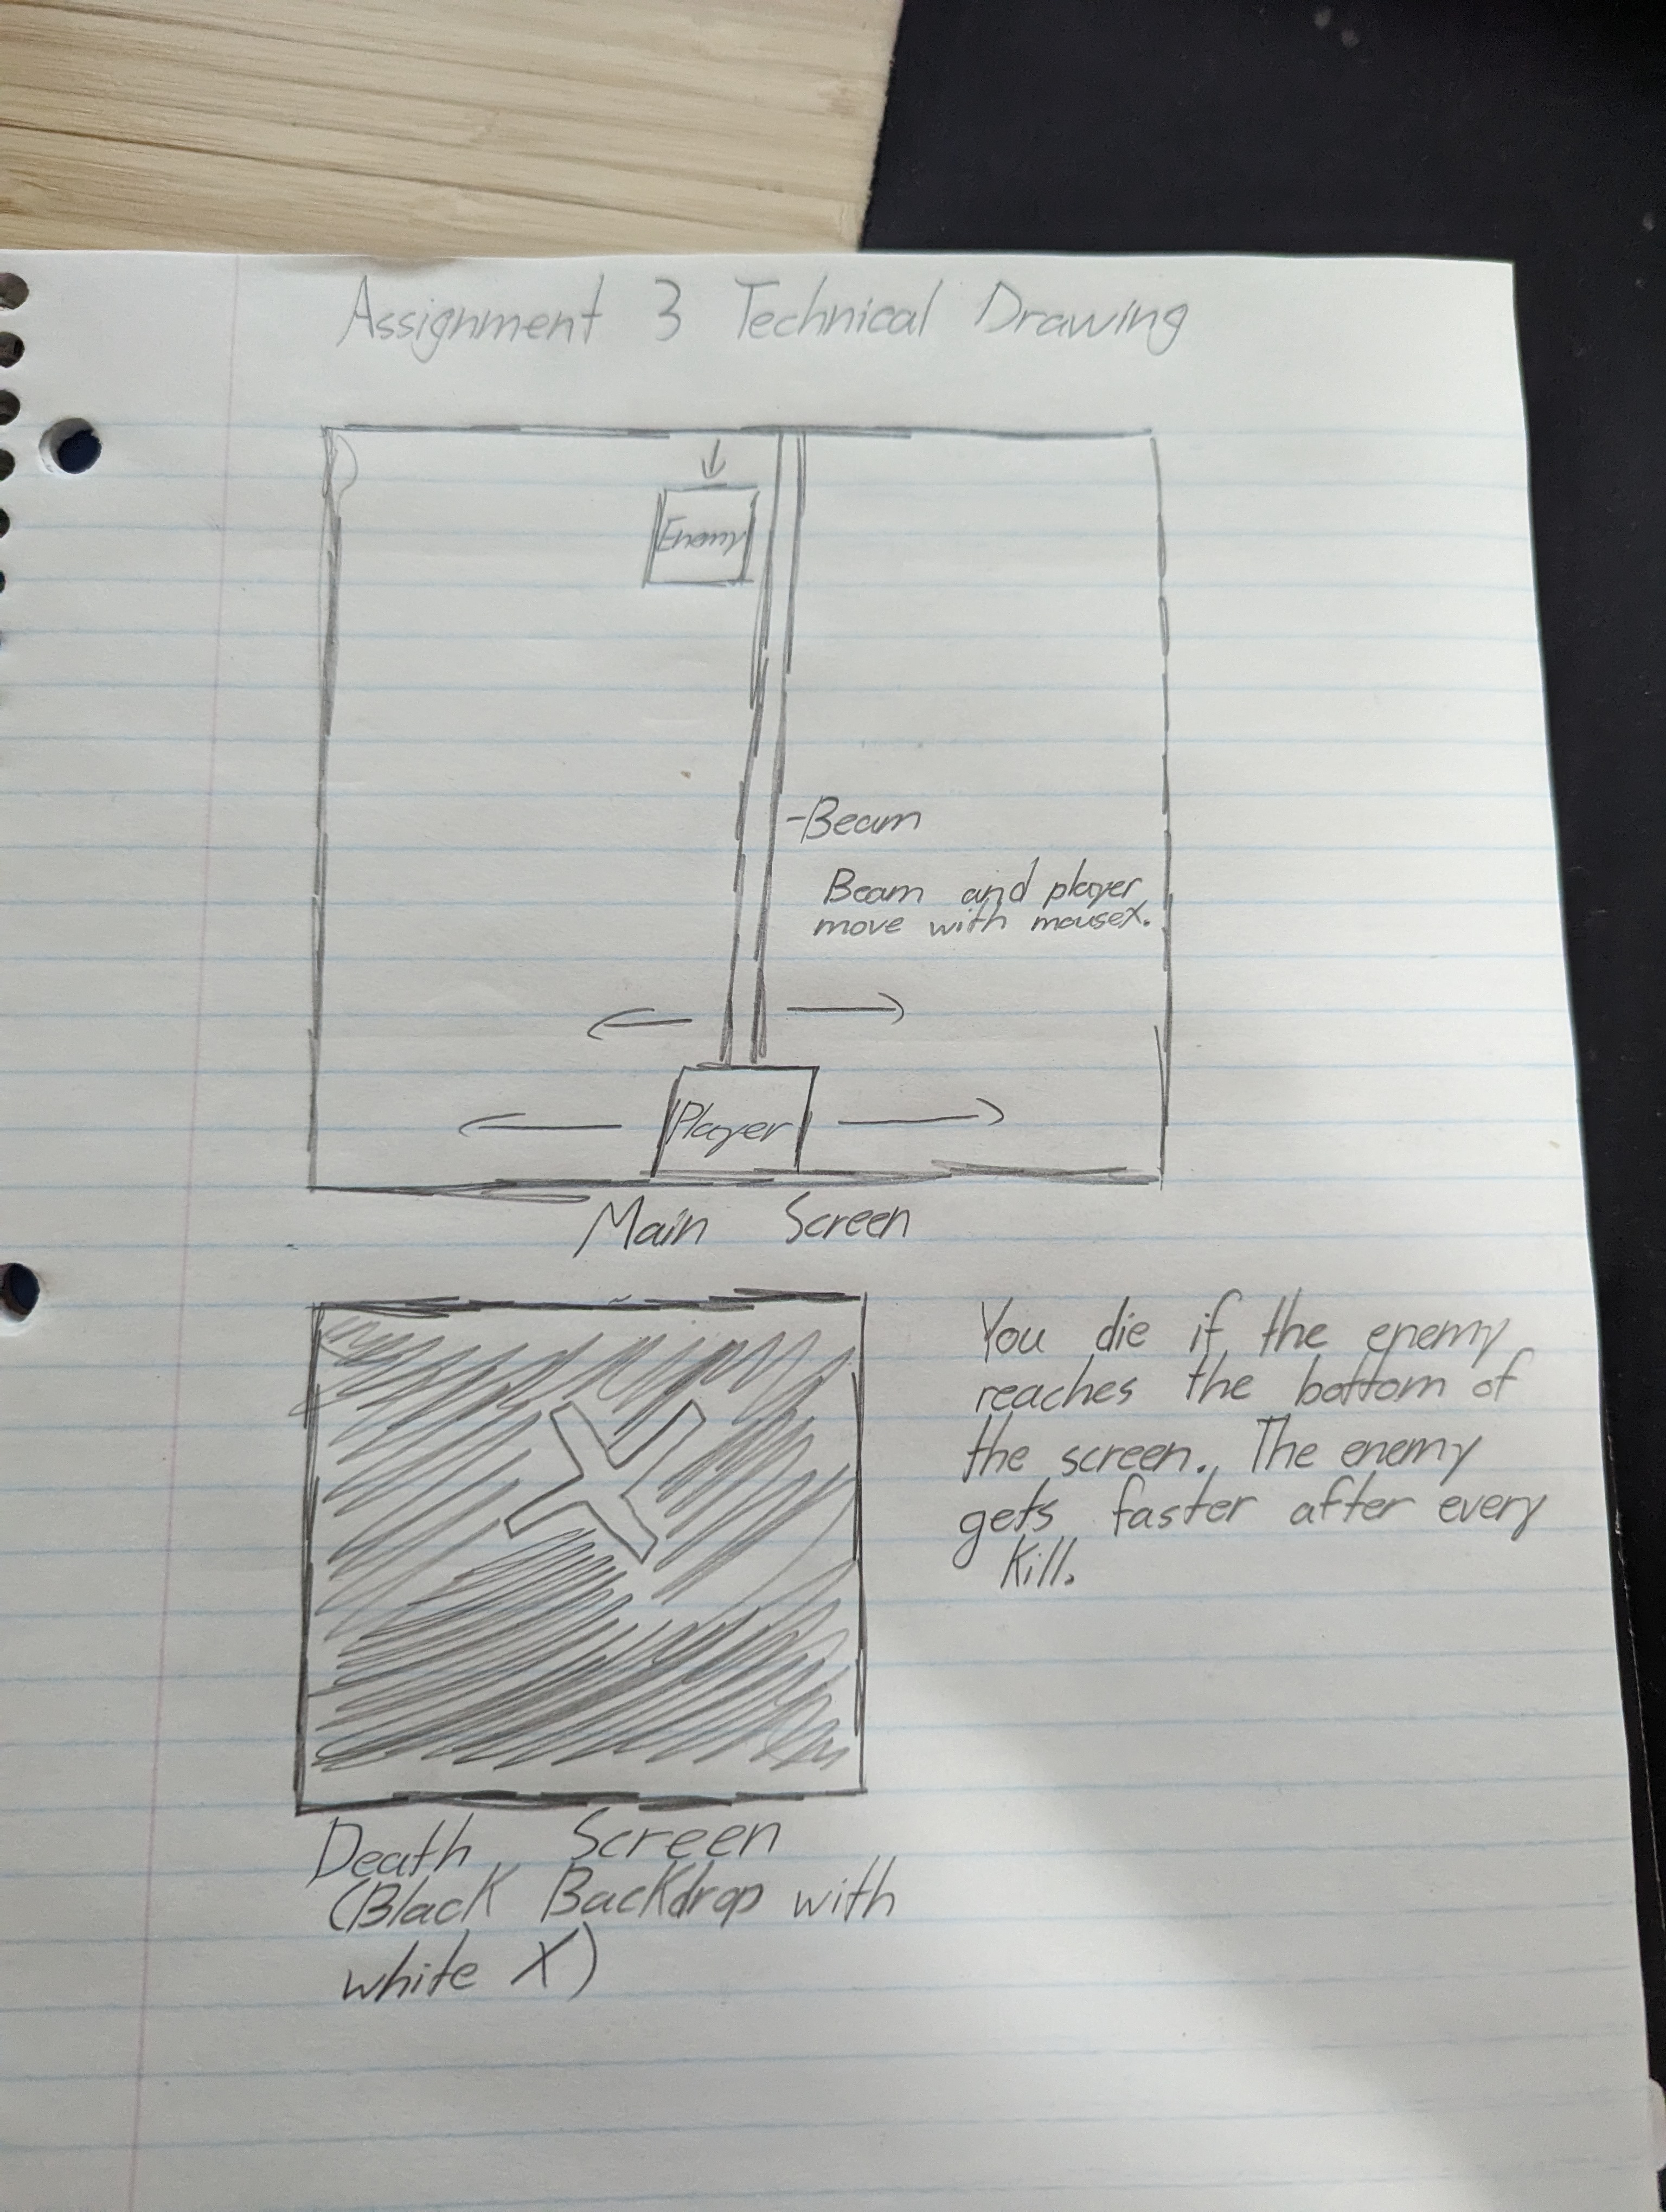 Assignment 3 Technical Drawing
Enemy
-Beam
Beam and player
move with mousex.
Player
Main Screen
You die if the enemy
reaches the bottom of
the screen. The enemy
gets faster after every
kill.
Death Screen
(Black Backdrop with
white X)